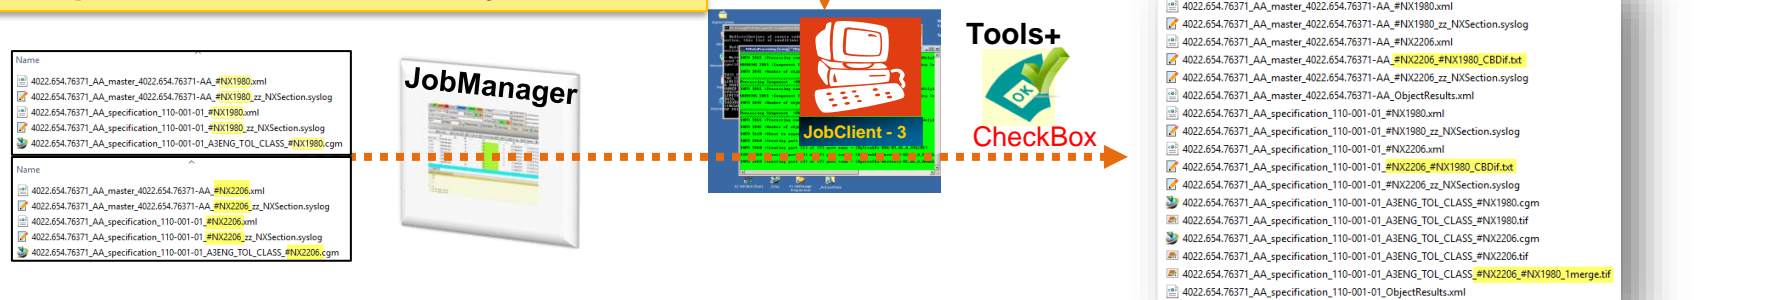 Name
4022.654.76371_AA_master_4022.654.76371-AA_#NX1980.xml
4022.654.76371_AA_master_4022.654.76371-AA_#NX1980_zz_NXSection.syslog
4022.654.76371_AA_specification_110-001-01_#NX1980.xml
4022.654.76371_AA_specification_110-001-01_#NX1980_zz_NXSection.syslog
4022.654.76371_AA_specification_110-001-01_A3ENG_TOL_CLASS_#NX1980.cgm
Name
4022.654.76371_AA_master_4022.654.76371-AA_#NX2206.xml
4022.654.76371_AA_master_4022.654.76371-AA_#NX2206_zz_NXSection.syslog
4022.654.76371_AA_specification_110-001-01_#NX2206.xml
4022.654.76371_AA_specification_110-001-01_#NX2206_zz_NXSection.syslog
4022.654.76371_AA_specification_110-001-01_A3ENG_TOL_CLASS_#NX2206.cgm
JobManager
JobClient - 3
Tools+
OK
CheckBox
4022.654.76371_AA_master_4022.654.76371-AA_#NX1980.xml
4022.654.76371_AA_master_4022.654.76371-AA_#NX1980_zz_NXSection.syslog
4022.654.76371_AA_master_4022.654.76371-AA_#NX2206.xml
4022.654.76371_AA_master_4022.654.76371-AA_#NX2206_#NX1980_CBDif.txt
4022.654.76371_AA_master_4022.654.76371-AA_#NX2206_zz_NXSection.syslog
4022.654.76371_AA_master_4022.654.76371-AA_ObjectResults.xml
4022.654.76371_AA_specification_110-001-01_#NX1980.xml
4022.654.76371_AA_specification_110-001-01_#NX1980_zz_NXSection.syslog
4022.654.76371_AA_specification_110-001-01_#NX2206.xml
4022.654.76371_AA_specification_110-001-01_#NX2206_#NX1980_CBDif.txt
4022.654.76371_AA_specification_110-001-01_#NX2206_zz_NXSection.syslog
4022.654.76371_AA_specification_110-001-01_A3ENG_TOL_CLASS_#NX1980.cgm
4022.654.76371_AA_specification_110-001-01_A3ENG_TOL_CLASS_#NX1980.tif
4022.654.76371_AA_specification_110-001-01_A3ENG_TOL_CLASS_#NX2206.cgm
4022.654.76371_AA_specification_110-001-01_A3ENG_TOL_CLASS_#NX2206.tif
4022.654.76371_AA_specification_110-001-01_A3ENG_TOL_CLASS_#NX2206_#NX1980_1merge.tif
4022.654.76371_AA_specification_110-001-01_ObjectResults.xml